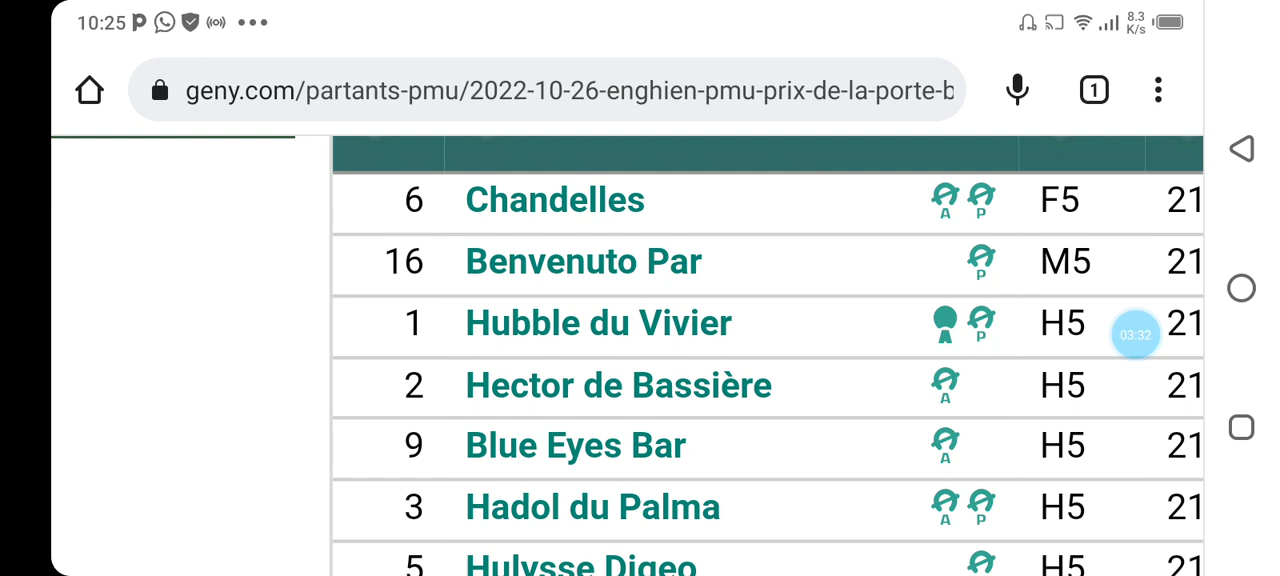 10:25
8.3 K/s
geny.com/partants-pmu/2022-10-26-enghien-pmu-prix-de-la-porte-b
1
6 Chandelles A P F5 21
16 Benvenuto Par P M5 21
1 Hubble du Vivier A P H5 21
03:32
2 Hector de Bassière A H5 21
9 Blue Eyes Bar A H5 21
3 Hadol du Palma A P H5 21
5 Hulysse Digeo H5 21